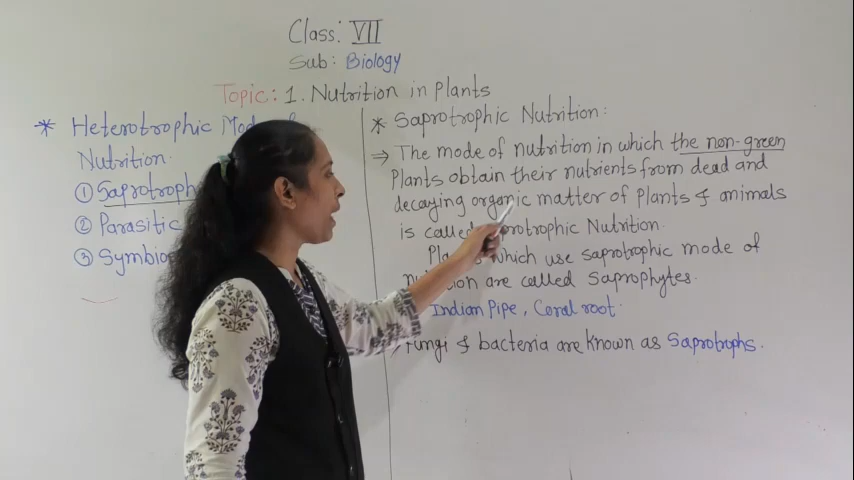 Class: VII
Sub: Biology
Topic: 1. Nutrition in Plants
* Heterotrophic
Nutrition.
① Saprotroph
② Parasitic
③ Symbio
* Saprotrophic Nutrition:
⇒ The mode of nutrition in which the non-green
Plants obtain their nutrients from dead and
decaying organic matter of Plants & animals
is called Saprotrophic Nutrition.
which use saprotrophic mode of
are called Saprophytes.
Indian Pipe, Coral root.
Fungi & bacteria are known as Saprotrophs.